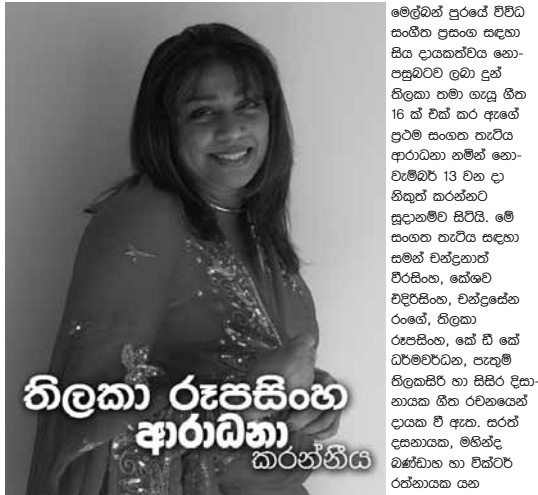 මෙල්බන් පුරයේ විවිධ
සංගීත ප්‍රසංග සඳහා
සිය දායකත්වය නො-
පසුබටව ලබා දුන්
තිලකා තමා ගැයූ ගීත
16 ක් එක් කර ඇගේ
ප්‍රථම සංගත තැටිය
ආරාධනා නමින් නො-
වැම්බර් 13 වන දා
නිකුත් කරන්නට
සූදානම්ව සිටියි. මේ
සංගත තැටිය සඳහා
සමන් චන්ද්‍රනාත්
වීරසිංහ, කේශව
එදිරිසිංහ, චන්ද්‍රසේන
රංගේ, තිලකා
රූපසිංහ, කේ ඩී කේ
ධර්මවර්ධන, පැතුම්
තිලකසිරි හා සිසිර දිසා-
නායක ගීත රචනයෙන්
දායක වී ඇත. සරත්
දසනායක, මහින්ද
බණ්ඩාහ හා වික්ටර්
රත්නායක යන
තිලකා රූපසිංහ
ආරාධනා
කරන්නීය